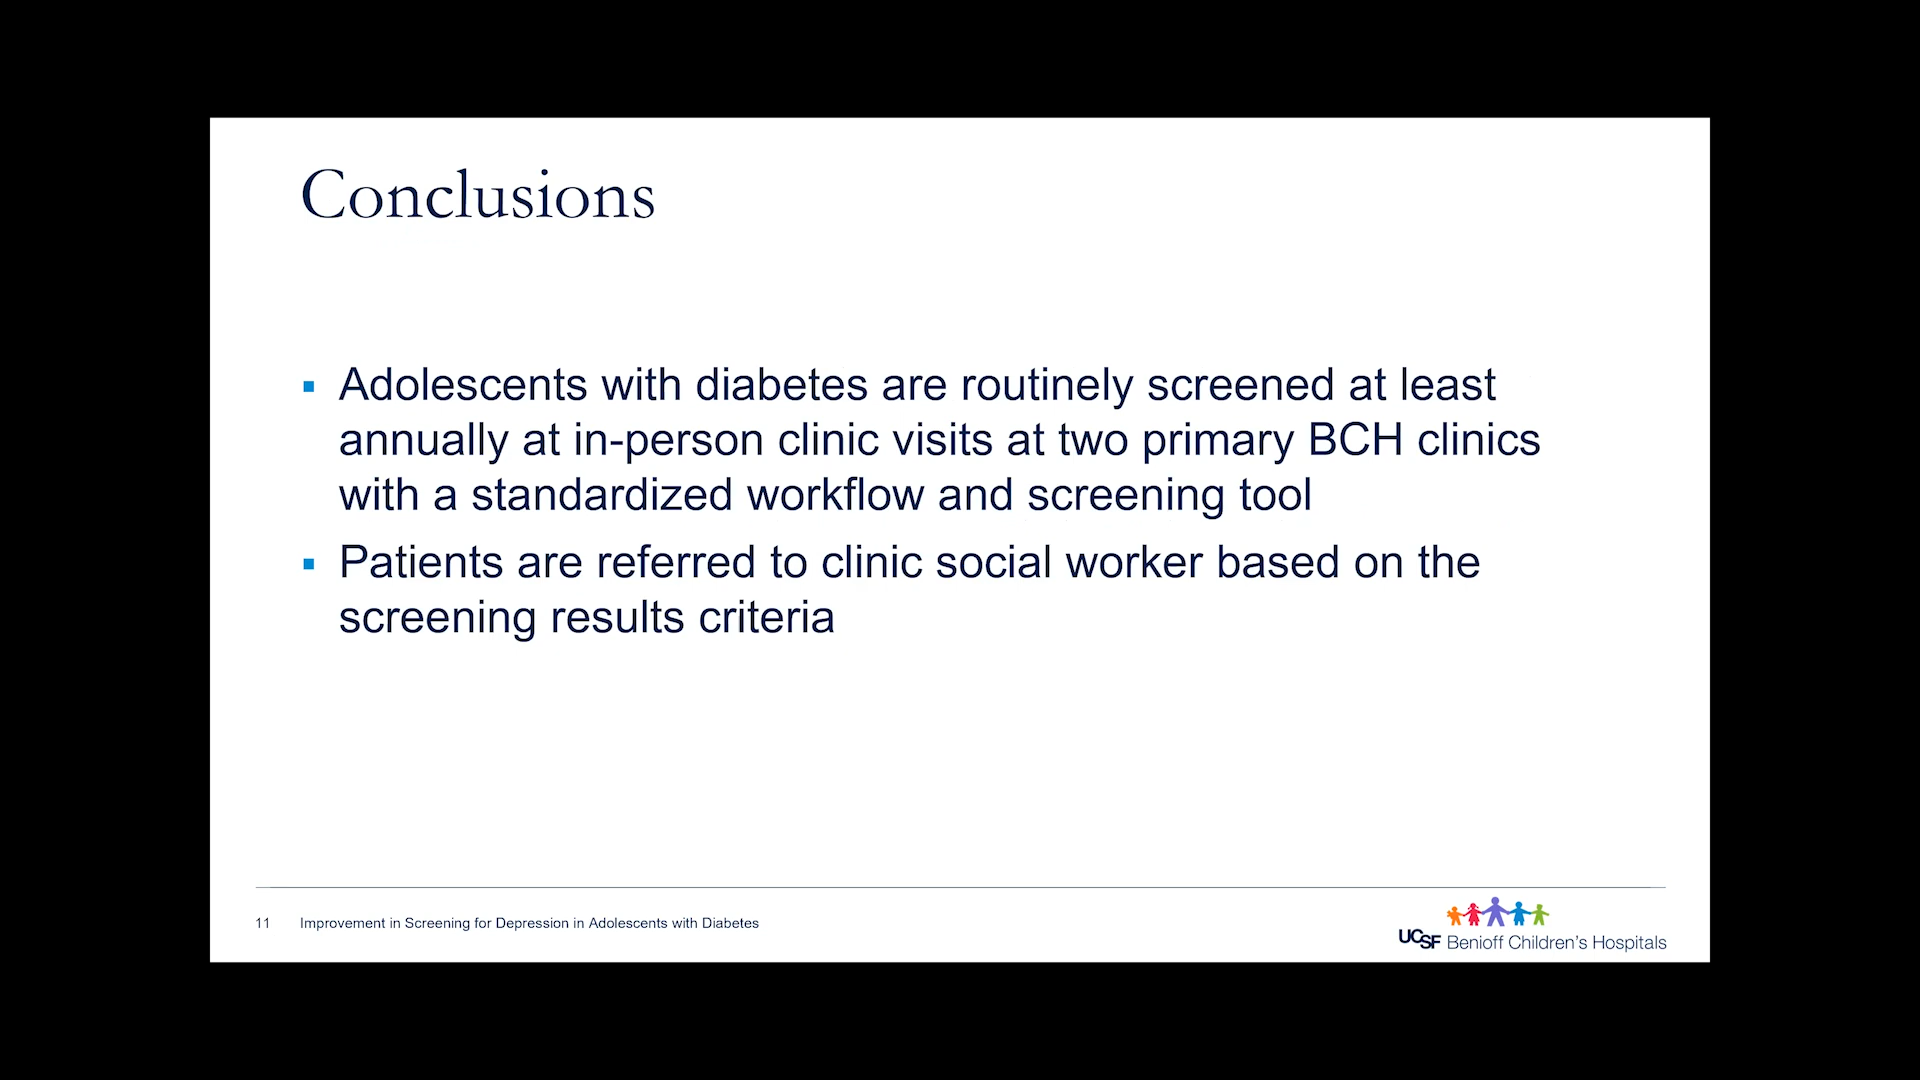 Conclusions
▪ Adolescents with diabetes are routinely screened at least
annually at in-person clinic visits at two primary BCH clinics
with a standardized workflow and screening tool
▪ Patients are referred to clinic social worker based on the
screening results criteria
11 Improvement in Screening for Depression in Adolescents with Diabetes
UCSF Benioff Children's Hospitals